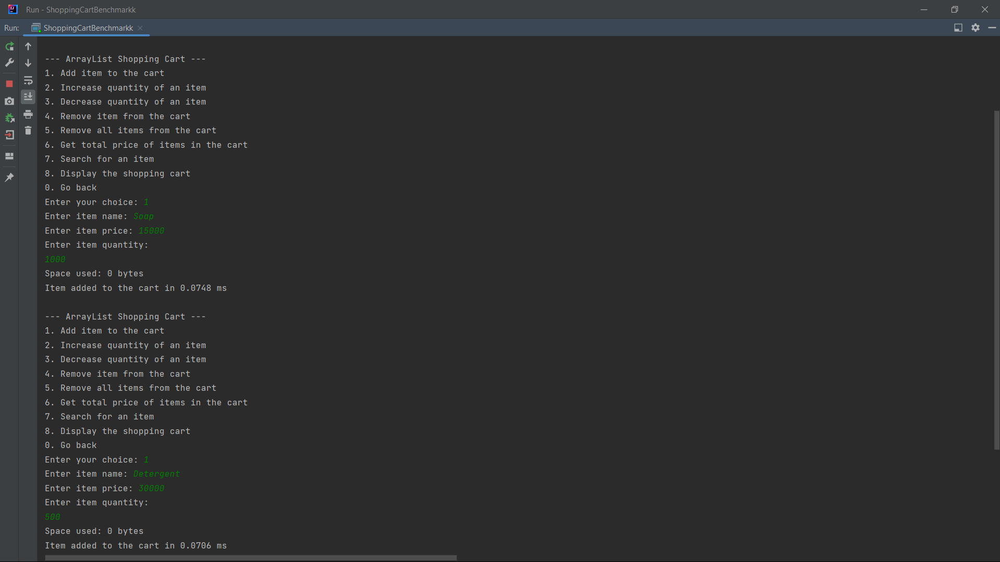 Run - ShoppingCartBenchmarkk
Run: ShoppingCartBenchmarkk
--- ArrayList Shopping Cart ---
1. Add item to the cart
2. Increase quantity of an item
3. Decrease quantity of an item
4. Remove item from the cart
5. Remove all items from the cart
6. Get total price of items in the cart
7. Search for an item
8. Display the shopping cart
0. Go back
Enter your choice: 1
Enter item name: Soap
Enter item price: 15000
Enter item quantity:
1000
Space used: 0 bytes
Item added to the cart in 0.0748 ms
--- ArrayList Shopping Cart ---
1. Add item to the cart
2. Increase quantity of an item
3. Decrease quantity of an item
4. Remove item from the cart
5. Remove all items from the cart
6. Get total price of items in the cart
7. Search for an item
8. Display the shopping cart
0. Go back
Enter your choice: 1
Enter item name: Detergent
Enter item price: 30000
Enter item quantity:
500
Space used: 0 bytes
Item added to the cart in 0.0706 ms